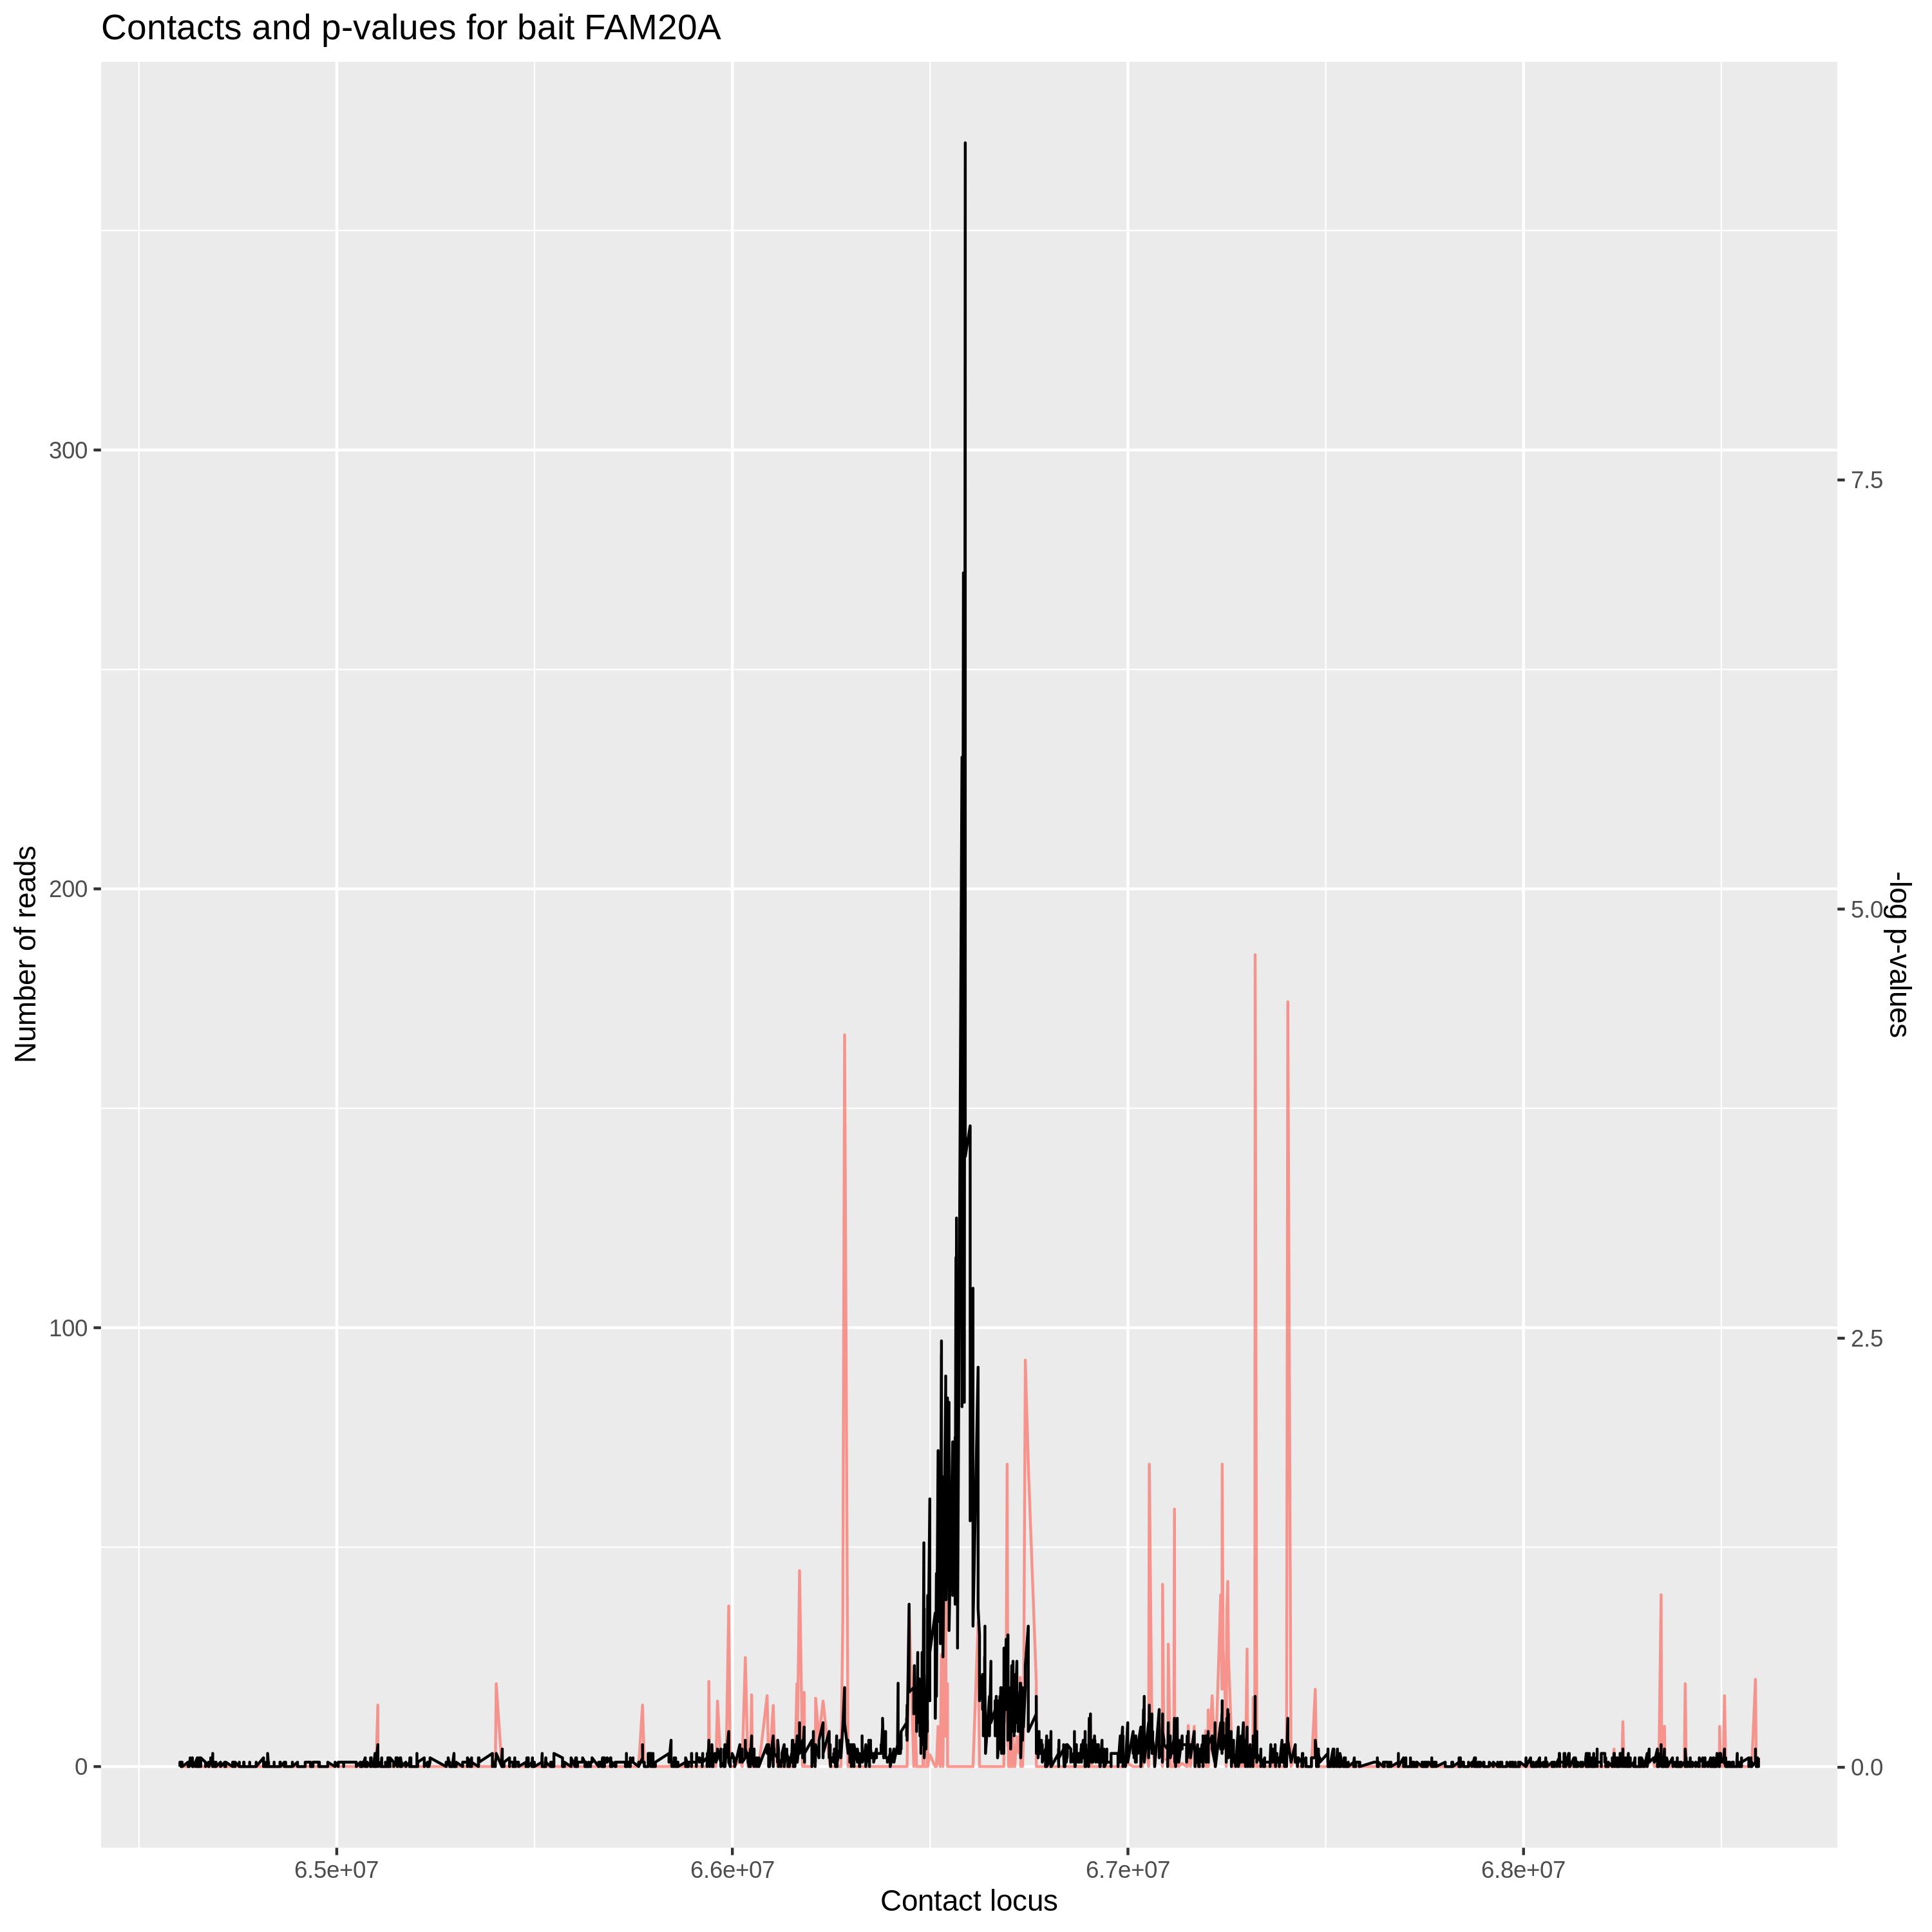 Contacts and p-values for bait FAM20A
300
200
100
0
Number of reads
7.5
5.0
2.5
0.0
-log p-values
6.5e+07
6.6e+07
6.7e+07
6.8e+07
Contact locus